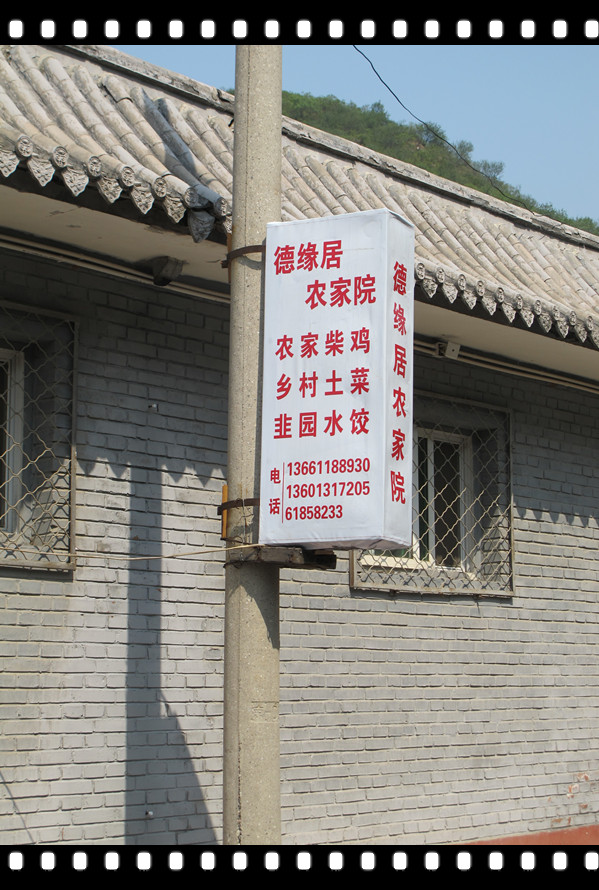 德缘居
农家院
农家柴鸡
乡村土菜
韭园水饺
电话
13661188930
13601317205
61858233
德缘居农家院